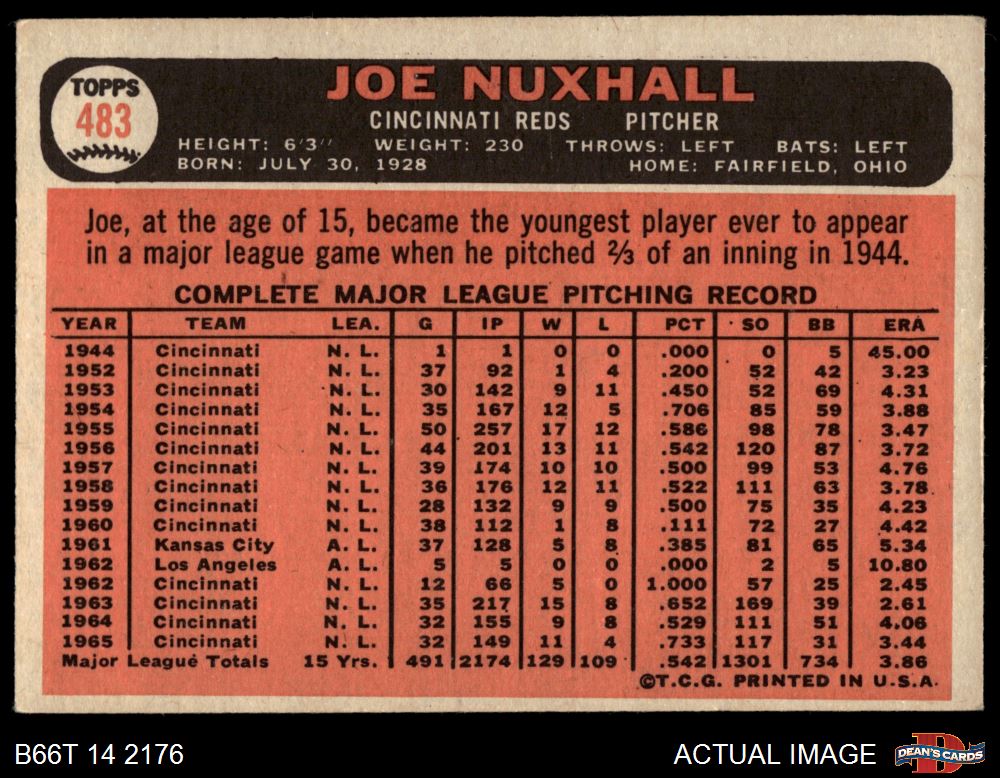 TOPPS
483
JOE NUXHALL
CINCINNATI REDS PITCHER
HEIGHT: 6'3" WEIGHT: 230 THROWS: LEFT BATS: LEFT
BORN: JULY 30, 1928 HOME: FAIRFIELD, OHIO
Joe, at the age of 15, became the youngest player ever to appear
in a major league game when he pitched ⅔ of an inning in 1944.
COMPLETE MAJOR LEAGUE PITCHING RECORD
YEAR TEAM LEA. G IP W L PCT SO BB ERA
1944 Cincinnati N. L. 1 1 0 0 .000 0 5 45.00
1952 Cincinnati N. L. 37 92 1 4 .200 52 42 3.23
1953 Cincinnati N. L. 30 142 9 11 .450 52 69 4.31
1954 Cincinnati N. L. 35 167 12 5 .706 85 59 3.88
1955 Cincinnati N. L. 50 257 17 12 .586 98 78 3.47
1956 Cincinnati N. L. 44 201 13 11 .542 120 87 3.72
1957 Cincinnati N. L. 39 174 10 10 .500 99 53 4.76
1958 Cincinnati N. L. 36 176 12 11 .522 111 63 3.78
1959 Cincinnati N. L. 28 132 9 9 .500 75 35 4.23
1960 Cincinnati N. L. 38 112 1 8 .111 72 27 4.42
1961 Kansas City A. L. 37 128 5 8 .385 81 65 5.34
1962 Los Angeles A. L. 5 5 0 0 .000 2 5 10.80
1962 Cincinnati N. L. 12 66 5 0 1.000 57 25 2.45
1963 Cincinnati N. L. 35 217 15 8 .652 169 39 2.61
1964 Cincinnati N. L. 32 155 9 8 .529 111 51 4.06
1965 Cincinnati N. L. 32 149 11 4 .733 117 31 3.44
Major League Totals 15 Yrs. 491 2174 129 109 .542 1301 734 3.86
©T.C.G. PRINTED IN U.S.A.
B66T 14 2176 ACTUAL IMAGE
DEAN'S CARDS